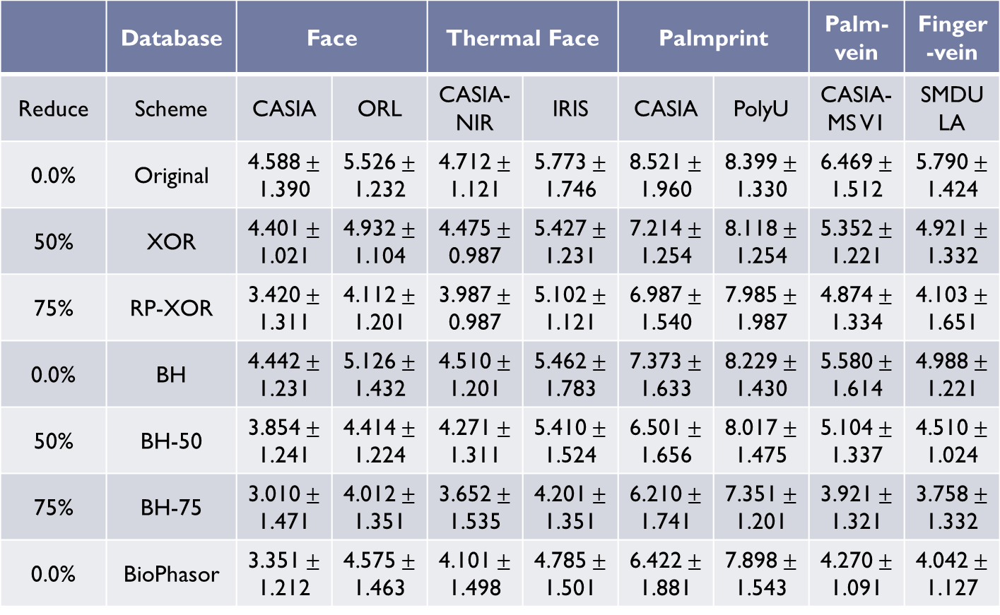 Database Face Thermal Face Palmprint Palm-vein Finger-vein
Reduce Scheme CASIA ORL CASIA-NIR IRIS CASIA PolyU CASIA-MS V1 SMDU LA
0.0% Original 4.588 ± 1.390 5.526 ± 1.232 4.712 ± 1.121 5.773 ± 1.746 8.521 ± 1.960 8.399 ± 1.330 6.469 ± 1.512 5.790 ± 1.424
50% XOR 4.401 ± 1.021 4.932 ± 1.104 4.475 ± 0.987 5.427 ± 1.231 7.214 ± 1.254 8.118 ± 1.254 5.352 ± 1.221 4.921 ± 1.332
75% RP-XOR 3.420 ± 1.311 4.112 ± 1.201 3.987 ± 0.987 5.102 ± 1.121 6.987 ± 1.540 7.985 ± 1.987 4.874 ± 1.334 4.103 ± 1.651
0.0% BH 4.442 ± 1.231 5.126 ± 1.432 4.510 ± 1.201 5.462 ± 1.783 7.373 ± 1.633 8.229 ± 1.430 5.580 ± 1.614 4.988 ± 1.221
50% BH-50 3.854 ± 1.241 4.414 ± 1.224 4.271 ± 1.311 5.410 ± 1.524 6.501 ± 1.656 8.017 ± 1.475 5.104 ± 1.337 4.510 ± 1.024
75% BH-75 3.010 ± 1.471 4.012 ± 1.351 3.652 ± 1.535 4.201 ± 1.351 6.210 ± 1.741 7.351 ± 1.201 3.921 ± 1.321 3.758 ± 1.332
0.0% BioPhasor 3.351 ± 1.212 4.575 ± 1.463 4.101 ± 1.498 4.785 ± 1.501 6.422 ± 1.881 7.898 ± 1.543 4.270 ± 1.091 4.042 ± 1.127